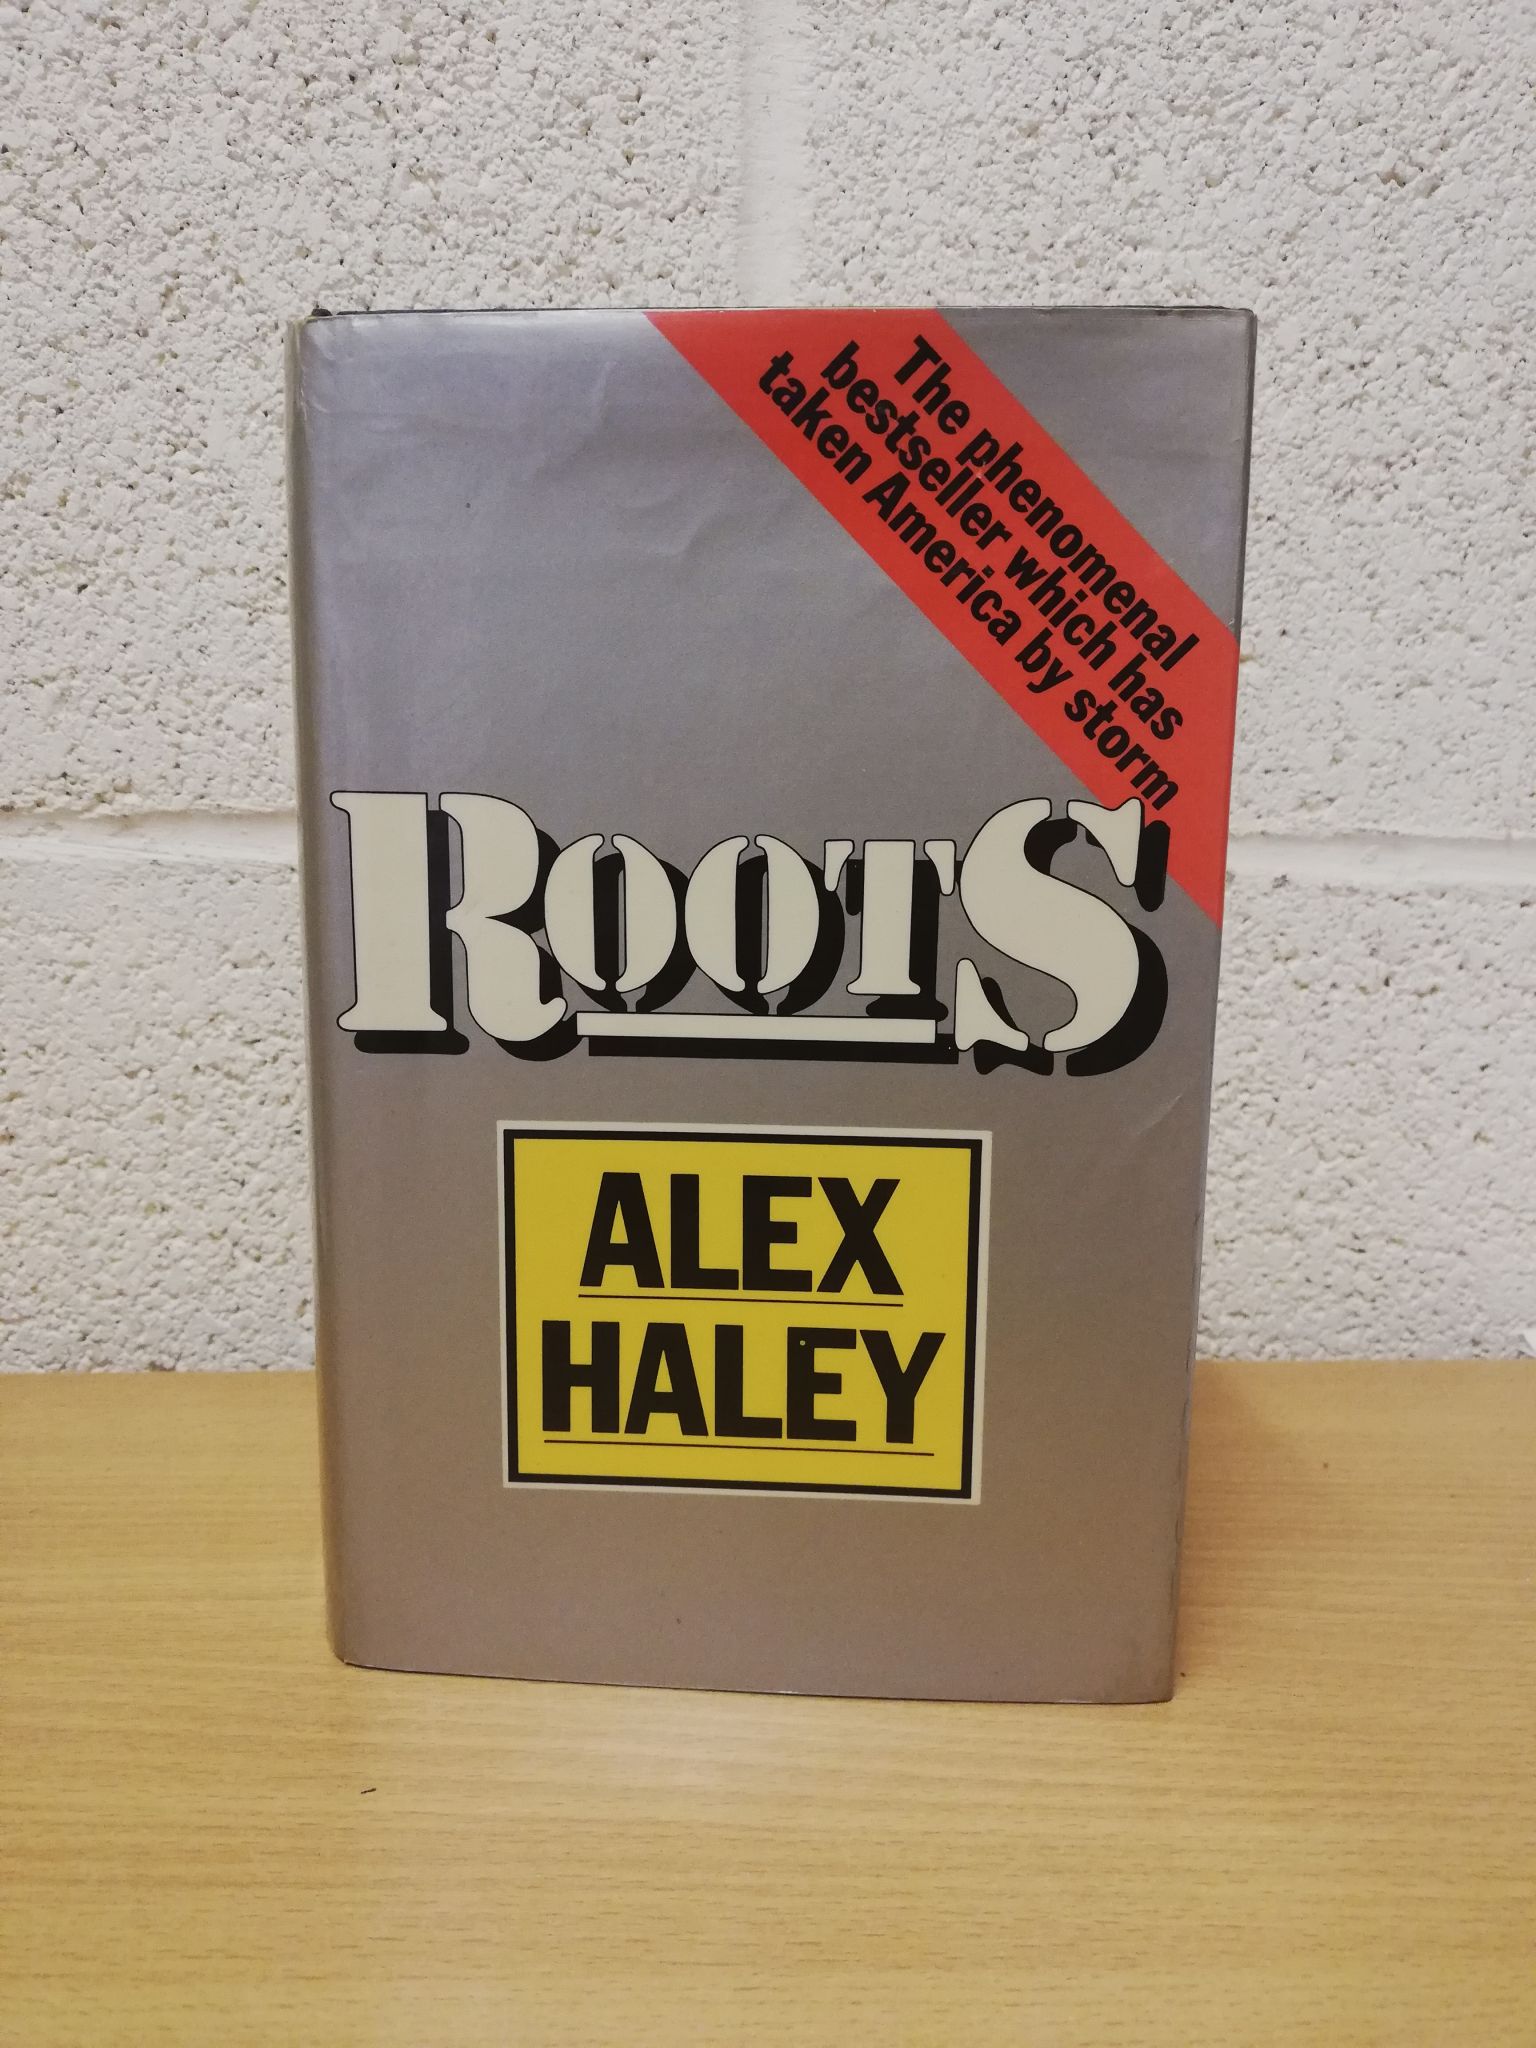 The phenomenal
bestseller which has
taken America by storm
ROOTS
ALEX
HALEY